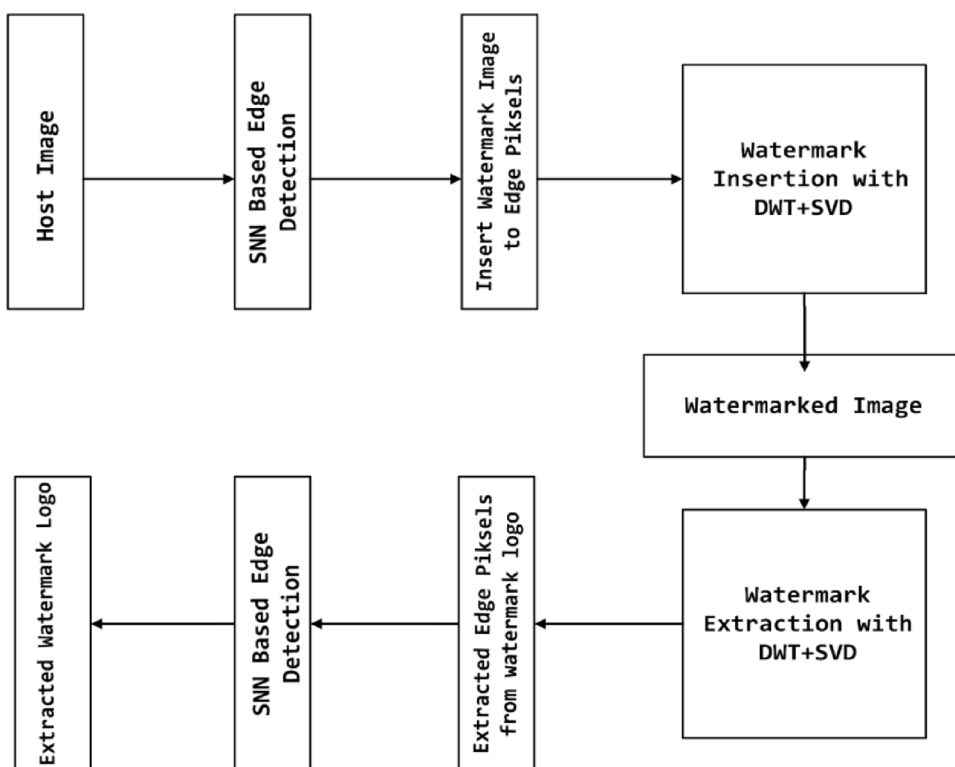 Host Image
SNN Based Edge
Detection
Insert Watermark Image
to Edge Piksels
Watermark
Insertion with
DWT+SVD
Watermarked Image
Watermark
Extraction with
DWT+SVD
Extracted Edge Piksels
from watermark logo
SNN Based Edge
Detection
Extracted Watermark Logo